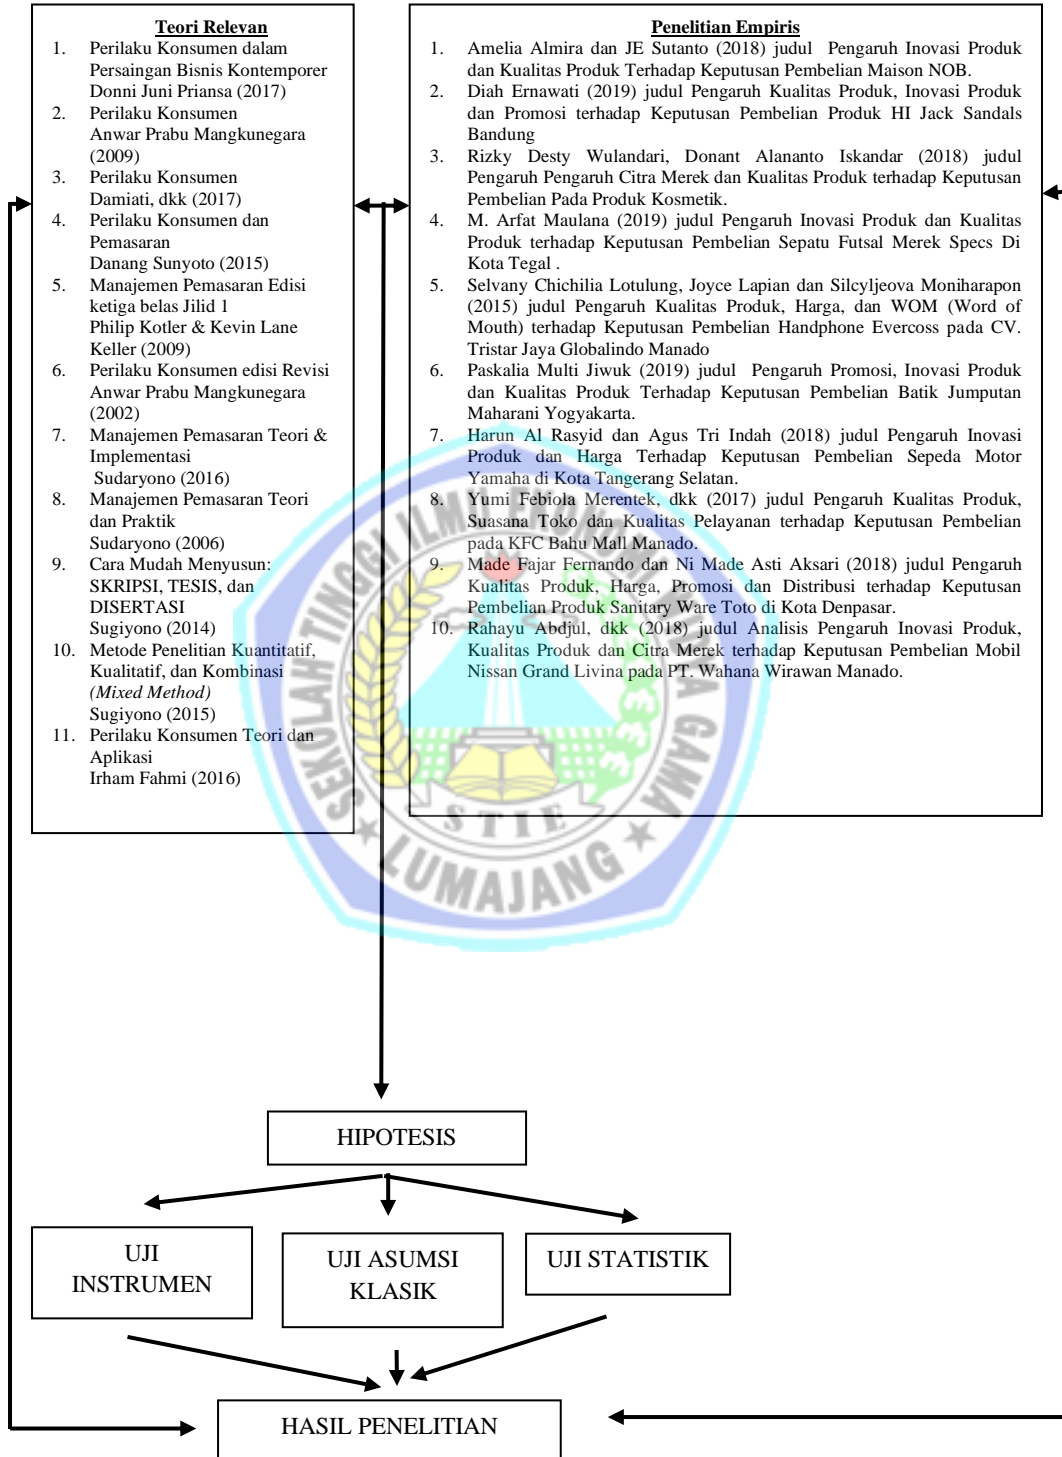 Teori Relevan
1. Perilaku Konsumen dalam
Persaingan Bisnis Kontemporer
Donni Juni Priansa (2017)
2. Perilaku Konsumen
Anwar Prabu Mangkunegara
(2009)
3. Perilaku Konsumen
Damiati, dkk (2017)
4. Perilaku Konsumen dan
Pemasaran
Danang Sunyoto (2015)
5. Manajemen Pemasaran Edisi
ketiga belas Jilid 1
Philip Kotler & Kevin Lane
Keller (2009)
6. Perilaku Konsumen edisi Revisi
Anwar Prabu Mangkunegara
(2002)
7. Manajemen Pemasaran Teori &
Implementasi
Sudaryono (2016)
8. Manajemen Pemasaran Teori
dan Praktik
Sudaryono (2006)
9. Cara Mudah Menyusun:
SKRIPSI, TESIS, dan
DISERTASI
Sugiyono (2014)
10. Metode Penelitian Kuantitatif,
Kualitatif, dan Kombinasi
(Mixed Method)
Sugiyono (2015)
11. Perilaku Konsumen Teori dan
Aplikasi
Irham Fahmi (2016)
Penelitian Empiris
1. Amelia Almira dan JE Sutanto (2018) judul Pengaruh Inovasi Produk
dan Kualitas Produk Terhadap Keputusan Pembelian Maison NOB.
2. Diah Ernawati (2019) judul Pengaruh Kualitas Produk, Inovasi Produk
dan Promosi terhadap Keputusan Pembelian Produk HI Jack Sandals
Bandung
3. Rizky Desty Wulandari, Donant Alananto Iskandar (2018) judul
Pengaruh Pengaruh Citra Merek dan Kualitas Produk terhadap Keputusan
Pembelian Pada Produk Kosmetik.
4. M. Arfat Maulana (2019) judul Pengaruh Inovasi Produk dan Kualitas
Produk terhadap Keputusan Pembelian Sepatu Futsal Merek Specs Di
Kota Tegal .
5. Selvany Chichilia Lotulung, Joyce Lapian dan Silcyljeova Moniharapon
(2015) judul Pengaruh Kualitas Produk, Harga, dan WOM (Word of
Mouth) terhadap Keputusan Pembelian Handphone Evercoss pada CV.
Tristar Jaya Globalindo Manado
6. Paskalia Multi Jiwuk (2019) judul Pengaruh Promosi, Inovasi Produk
dan Kualitas Produk Terhadap Keputusan Pembelian Batik Jumputan
Maharani Yogyakarta.
7. Harun Al Rasyid dan Agus Tri Indah (2018) judul Pengaruh Inovasi
Produk dan Harga Terhadap Keputusan Pembelian Sepeda Motor
Yamaha di Kota Tangerang Selatan.
8. Yumi Febiola Merentek, dkk (2017) judul Pengaruh Kualitas Produk,
Suasana Toko dan Kualitas Pelayanan terhadap Keputusan Pembelian
pada KFC Bahu Mall Manado.
9. Made Fajar Fernando dan Ni Made Asti Aksari (2018) judul Pengaruh
Kualitas Produk, Harga, Promosi dan Distribusi terhadap Keputusan
Pembelian Produk Sanitary Ware Toto di Kota Denpasar.
10. Rahayu Abdjul, dkk (2018) judul Analisis Pengaruh Inovasi Produk,
Kualitas Produk dan Citra Merek terhadap Keputusan Pembelian Mobil
Nissan Grand Livina pada PT. Wahana Wirawan Manado.
SEKOLAH TINGGI ILMU EKONOMI WIDYA GAMA
STIE
LUMAJANG
HIPOTESIS
UJI
INSTRUMEN
UJI ASUMSI
KLASIK
UJI STATISTIK
HASIL PENELITIAN